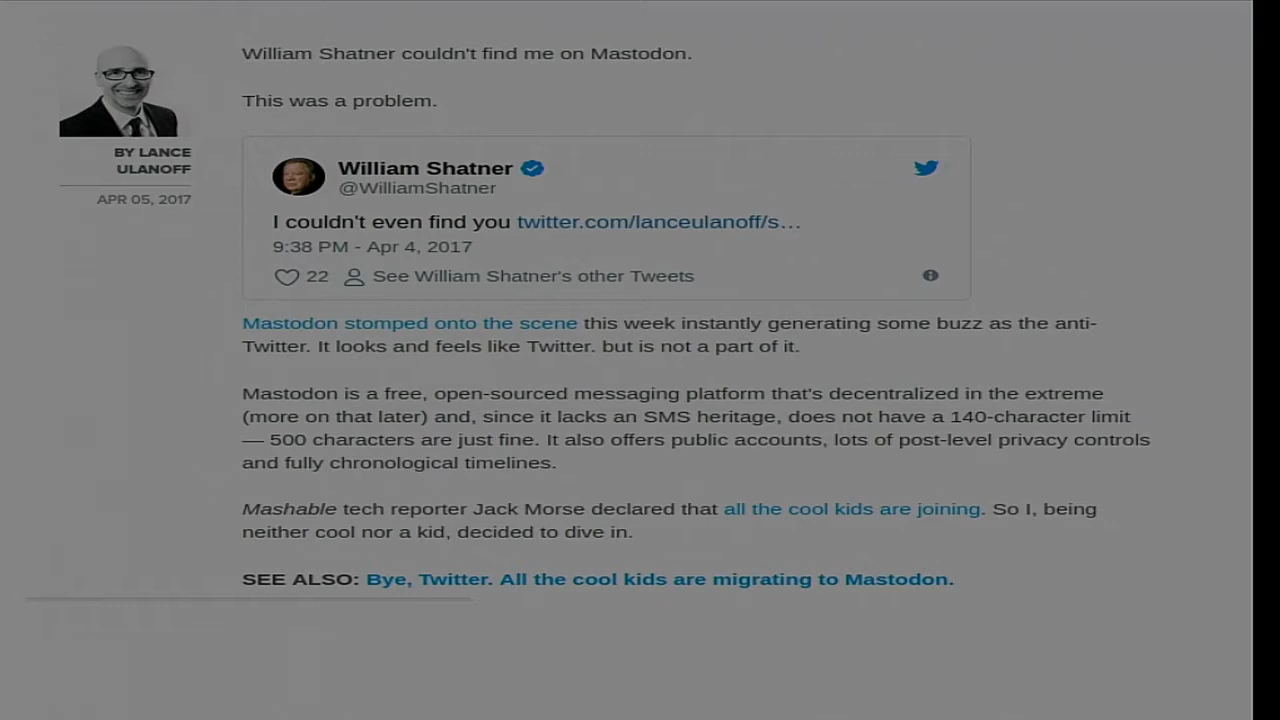 William Shatner couldn't find me on Mastodon.
This was a problem.
BY LANCE
ULANOFF
APR 05, 2017
William Shatner
@WilliamShatner
I couldn't even find you twitter.com/lanceulanoff/s…
9:38 PM - Apr 4, 2017
22 See William Shatner's other Tweets
Mastodon stomped onto the scene this week instantly generating some buzz as the anti-
Twitter. It looks and feels like Twitter. but is not a part of it.
Mastodon is a free, open-sourced messaging platform that's decentralized in the extreme
(more on that later) and, since it lacks an SMS heritage, does not have a 140-character limit
— 500 characters are just fine. It also offers public accounts, lots of post-level privacy controls
and fully chronological timelines.
Mashable tech reporter Jack Morse declared that all the cool kids are joining. So I, being
neither cool nor a kid, decided to dive in.
SEE ALSO: Bye, Twitter. All the cool kids are migrating to Mastodon.